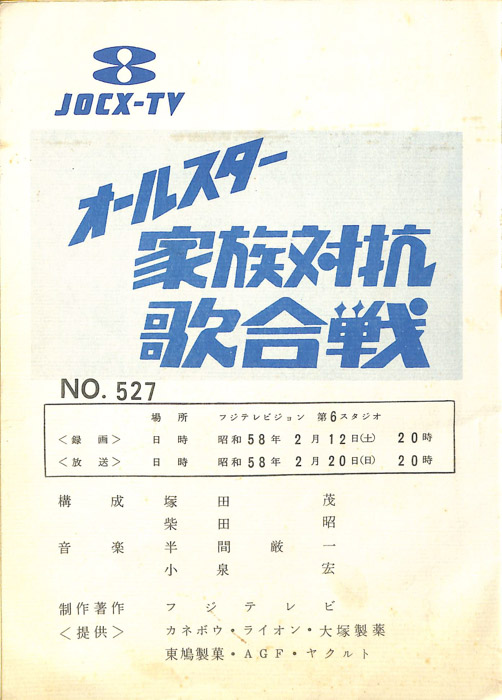 JOCX-TV
オールスター
家族対抗
歌合戦
NO. 527
場所 フジテレビジョン 第6スタジオ
<録画> 日時 昭和58年 2月12日(土) 20時
<放送> 日時 昭和58年 2月20日(日) 20時
構成 塚田茂
柴田昭
音楽 半間厳一
小泉宏
制作著作 フジテレビ
<提供> カネボウ・ライオン・大塚製薬
東鳩製菓・AGF・ヤクルト